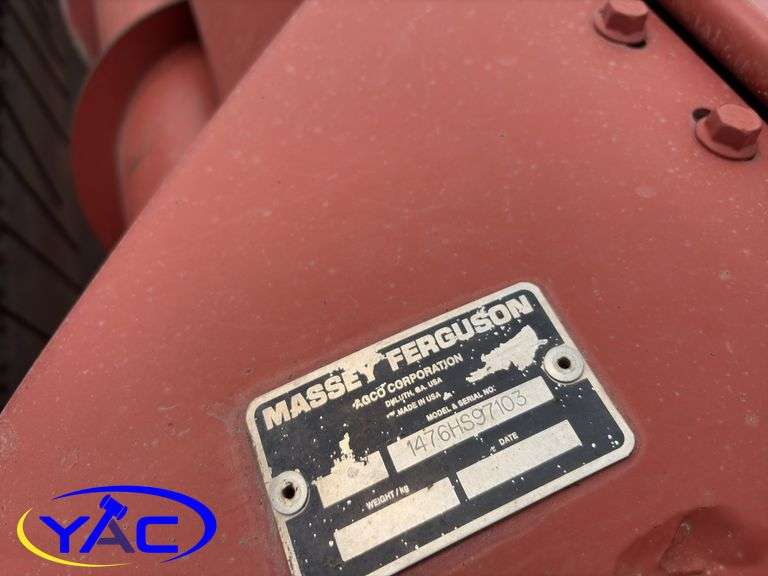 MASSEY FERGUSON
AGCO CORPORATION
DULUTH, GA. USA
MADE IN USA
MODEL & SERIAL NO:
1476HS97103
DATE
WEIGHT/kg
YAC